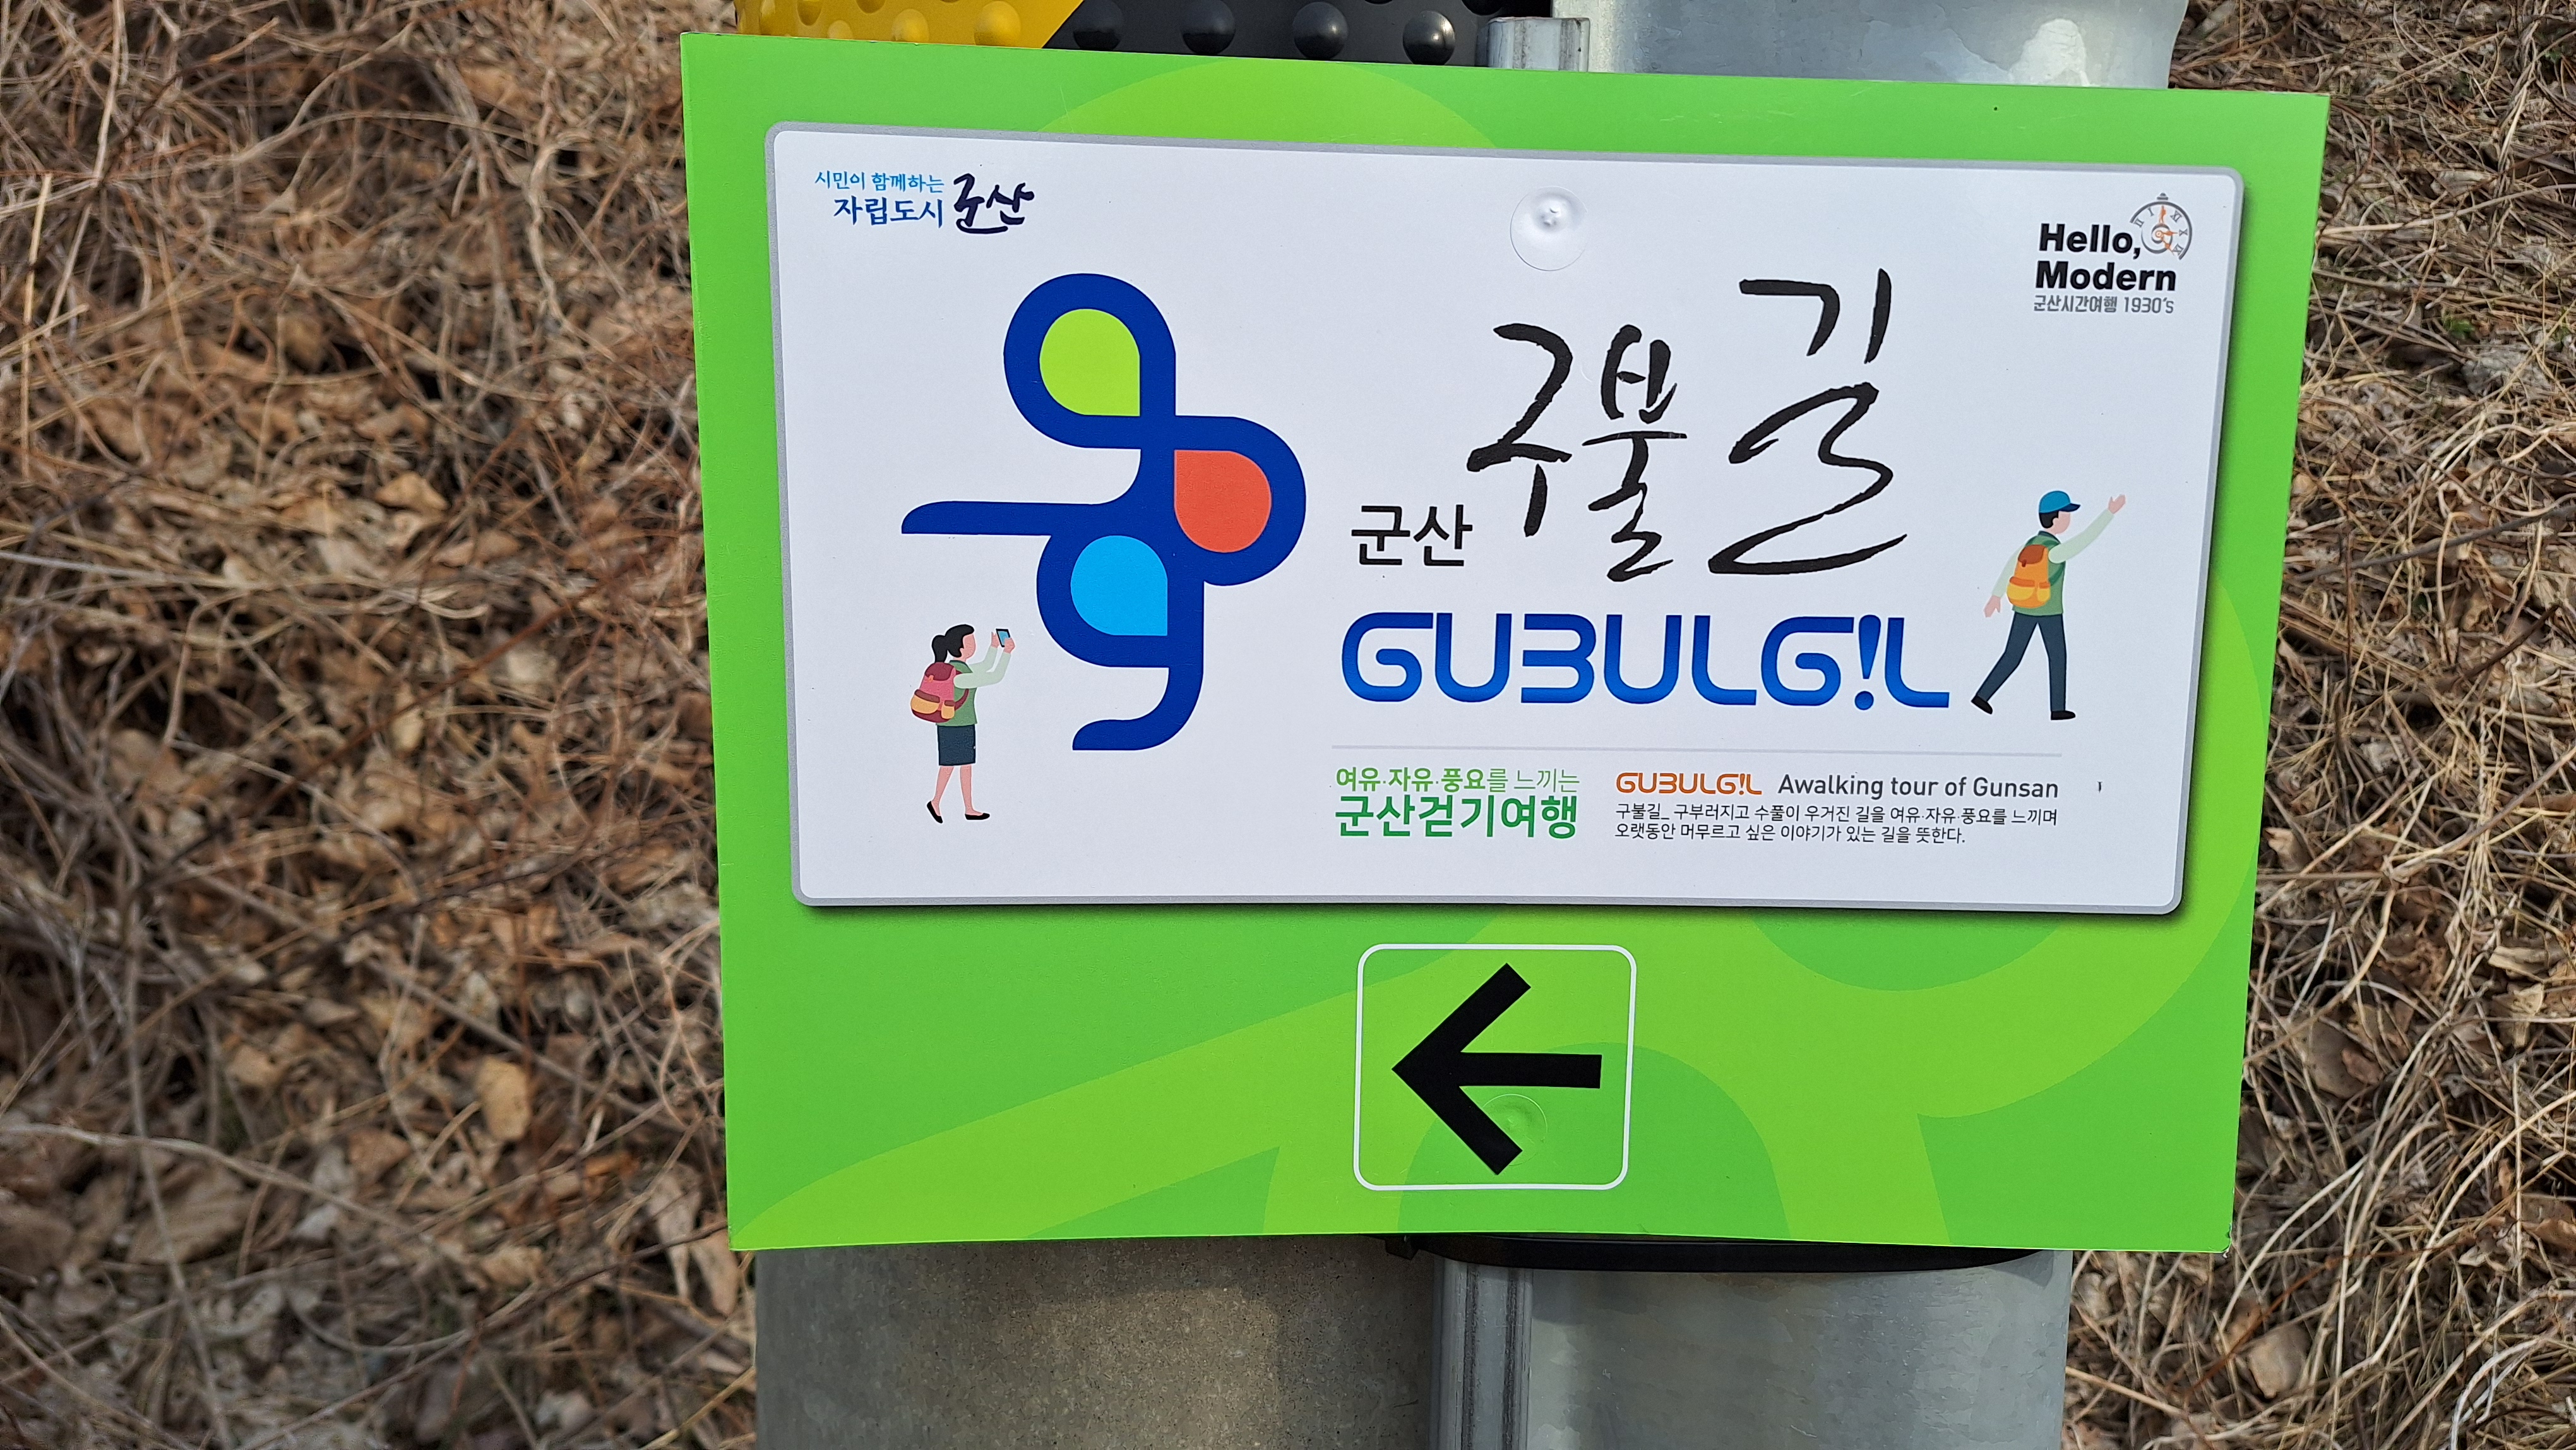 시민이 함께하는
자립도시 군산
Hello,
Modern
군산시간여행 1930's
군산 구불길
GUBULG!L
여유·자유·풍요를 느끼는
군산걷기여행
GUBULG!L Awalking tour of Gunsan
구불길_ 구부러지고 수풀이 우거진 길을 여유·자유·풍요를 느끼며
오랫동안 머무르고 싶은 이야기가 있는 길을 뜻한다.